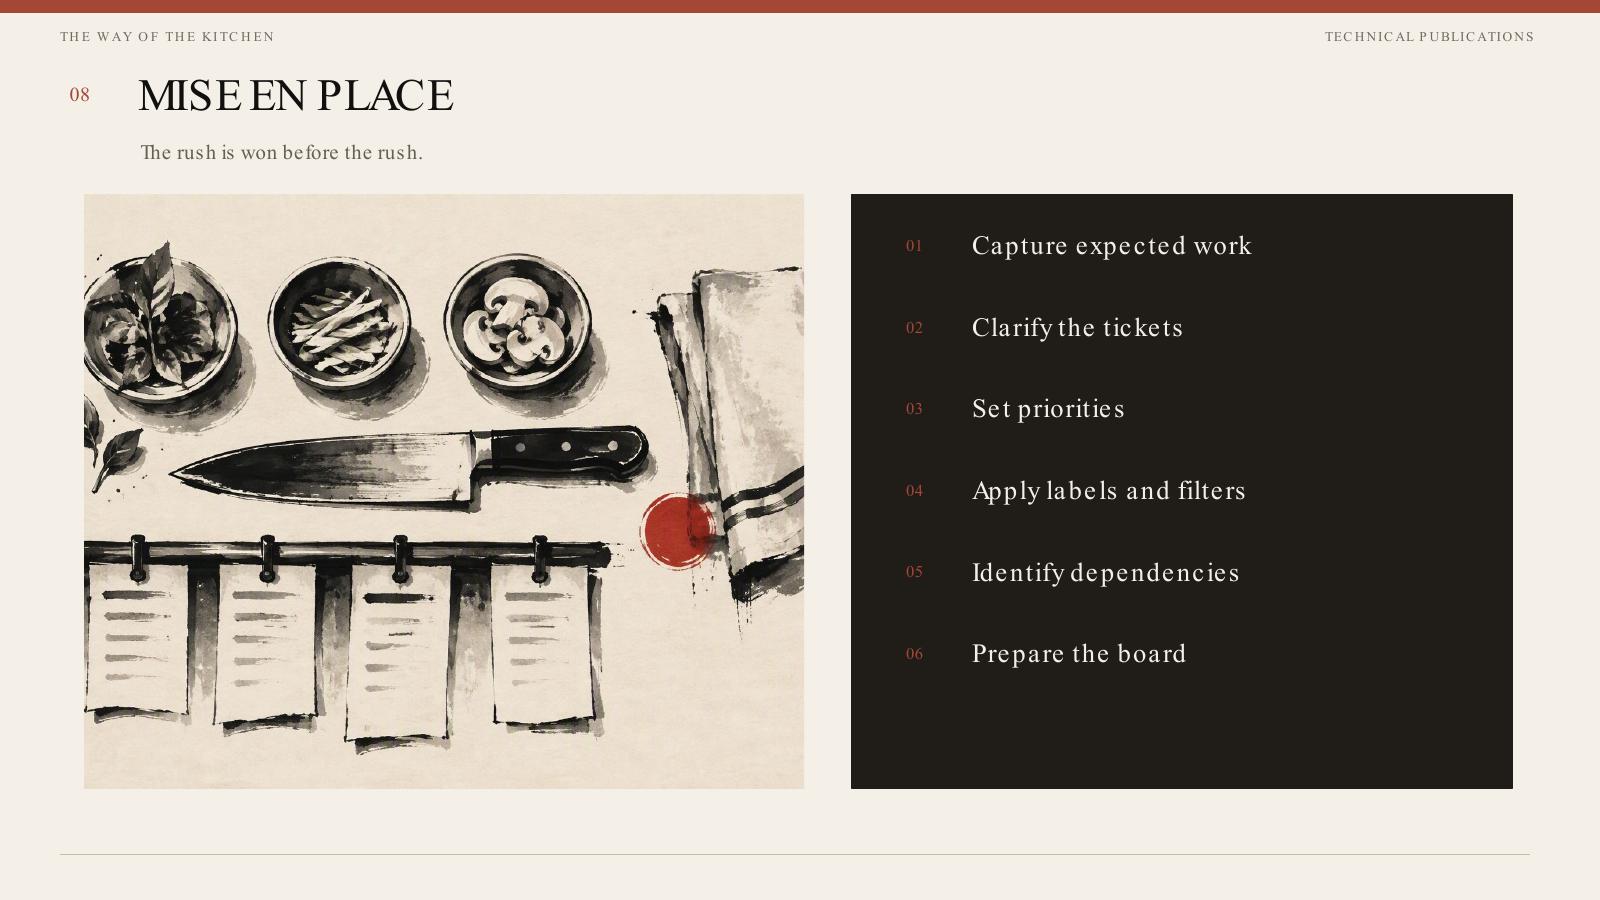 THE WAY OF THE KITCHEN
TECHNICAL PUBLICATIONS
08
MISE EN PLACE
The rush is won before the rush.
01 Capture expected work
02 Clarify the tickets
03 Set priorities
04 Apply labels and filters
05 Identify dependencies
06 Prepare the board